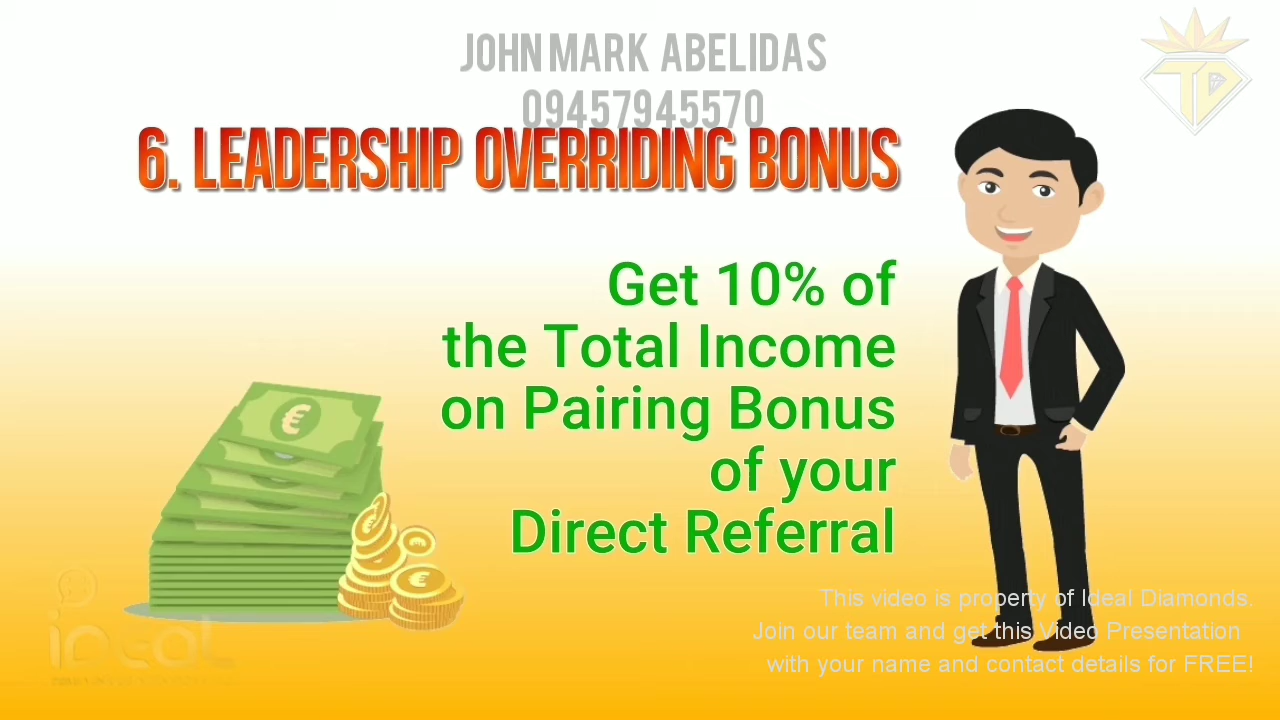 JOHN MARK ABELIDAS
09457945570
6. LEADERSHIP OVERRIDING BONUS
Get 10% of
the Total Income
on Pairing Bonus
of your
Direct Referral
This video is property of Ideal Diamonds.
Join our team and get this Video Presentation
with your name and contact details for FREE!
TD
iDeal